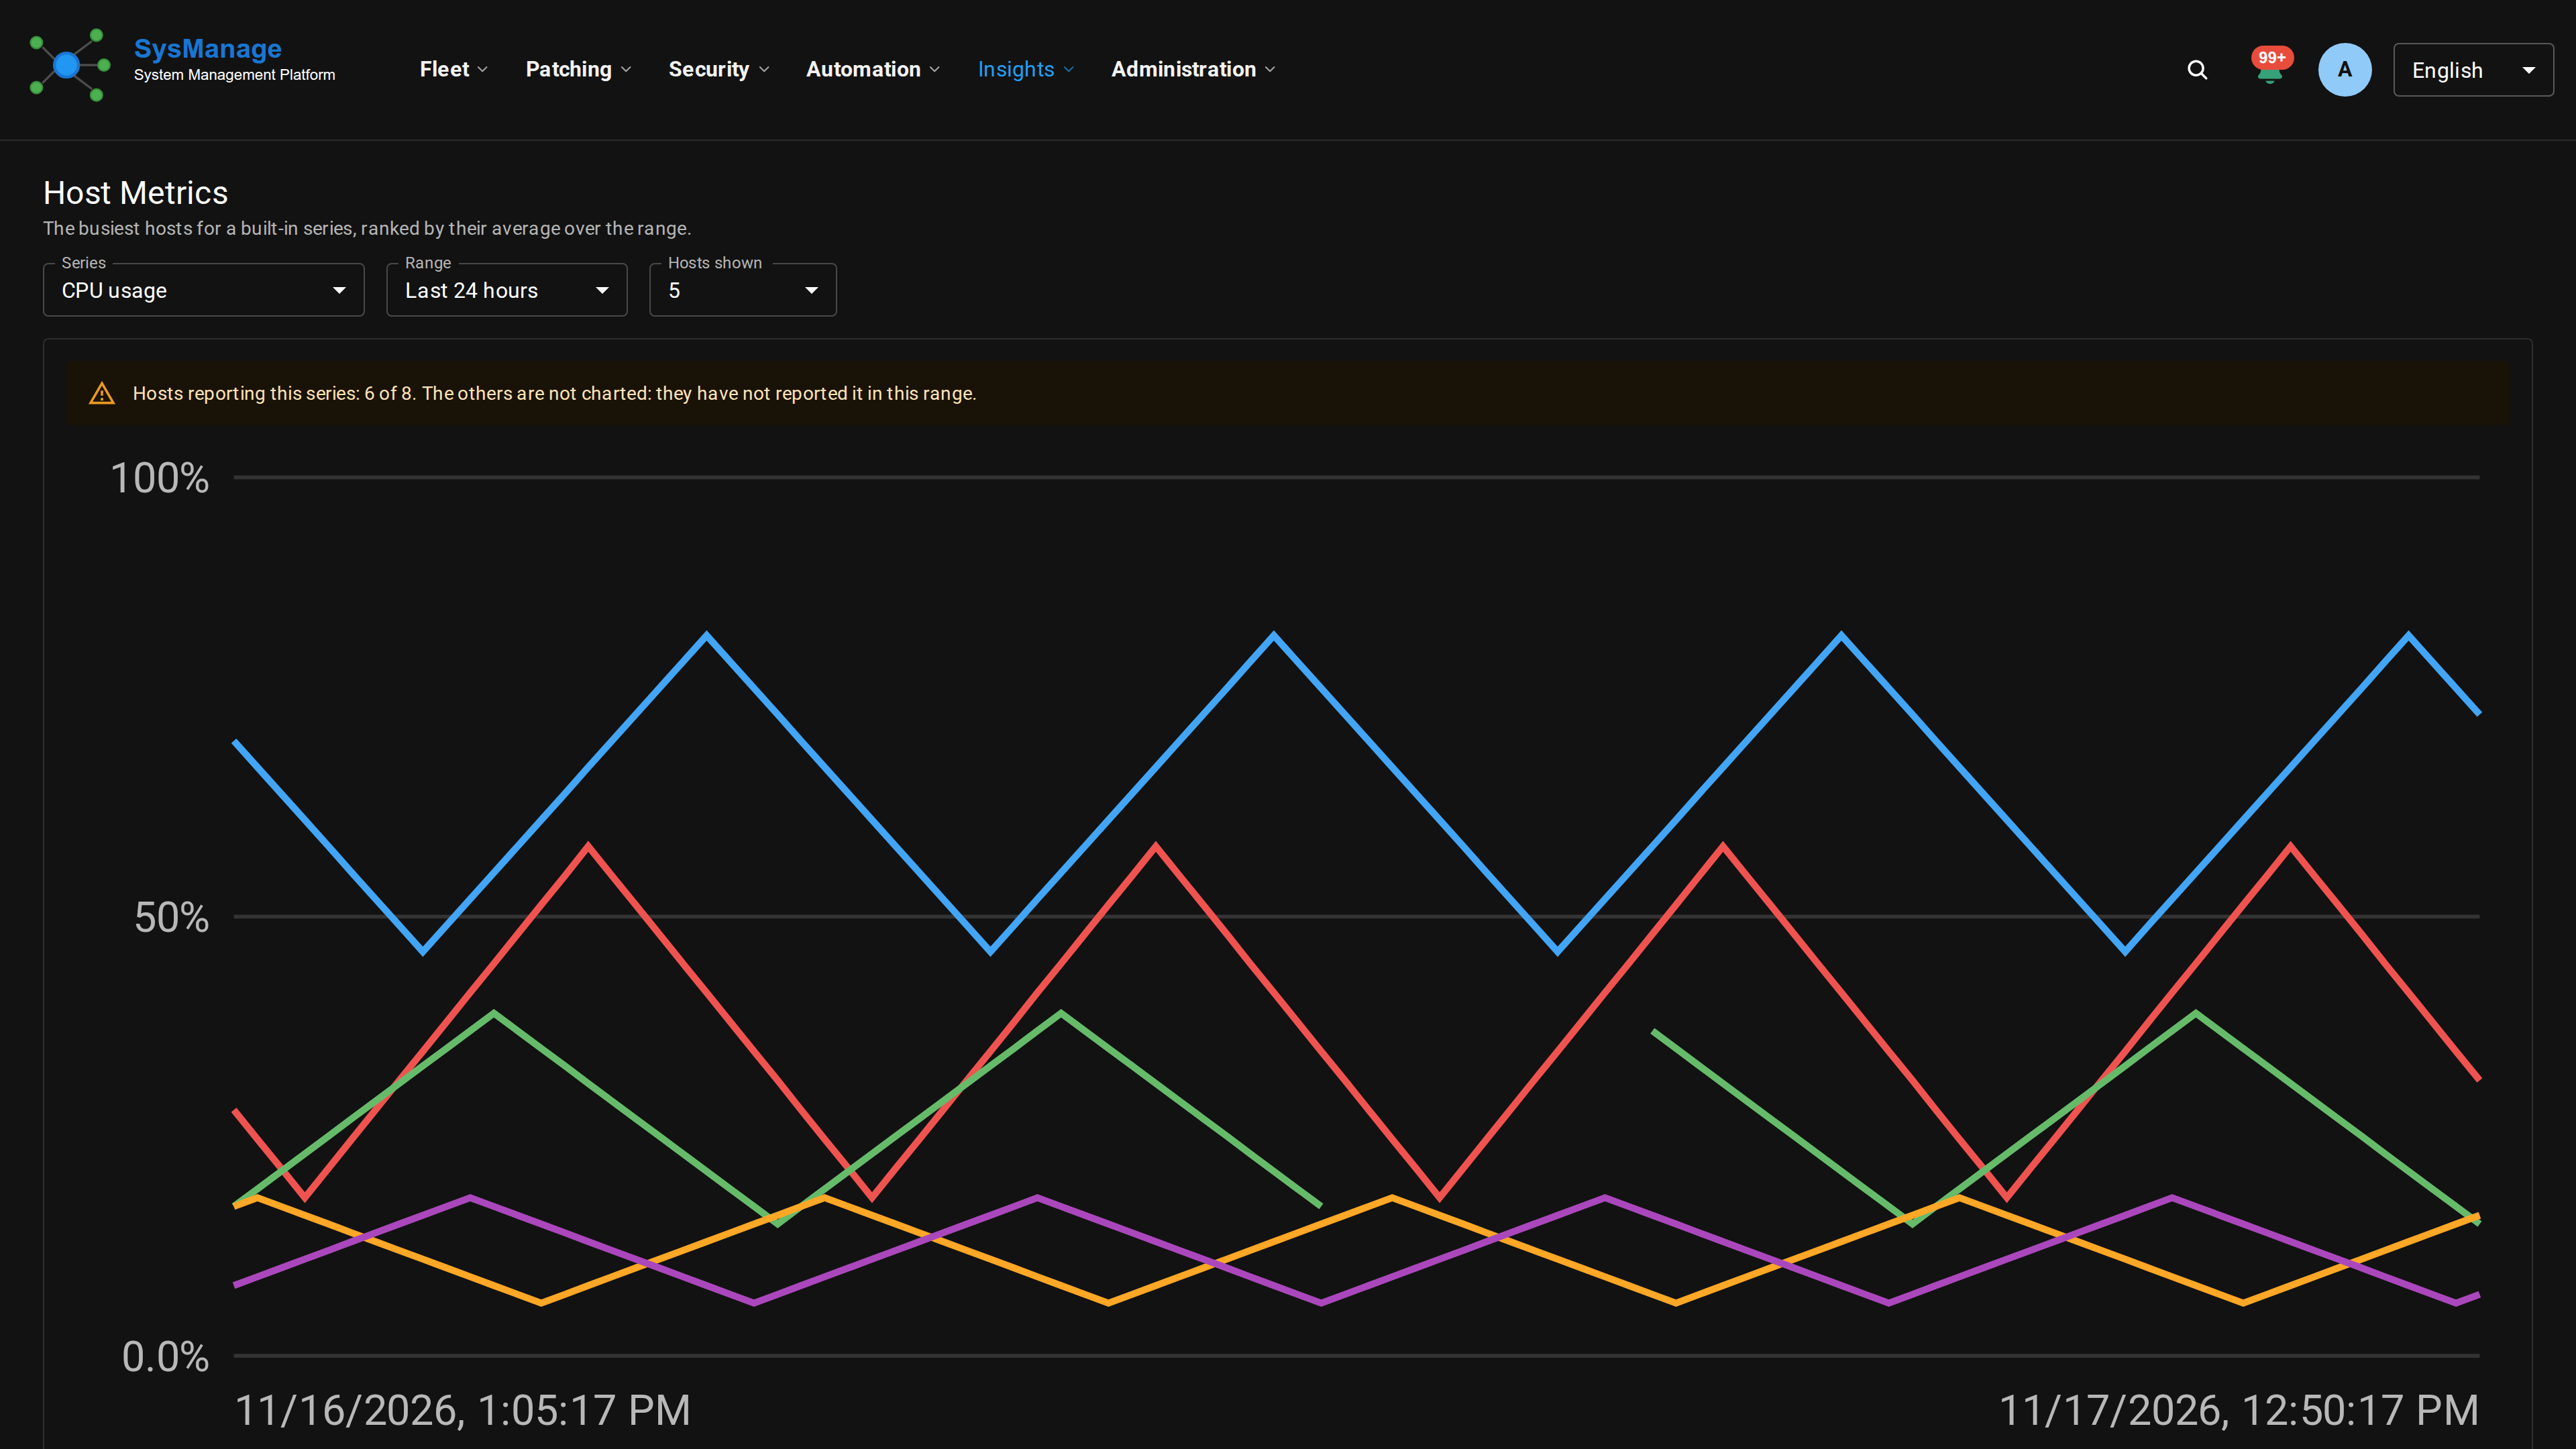 SysManage
System Management Platform
Fleet
Patching
Security
Automation
Insights
Administration
99+
A
English
Host Metrics
The busiest hosts for a built-in series, ranked by their average over the range.
Series
CPU usage
Range
Last 24 hours
Hosts shown
5
Hosts reporting this series: 6 of 8. The others are not charted: they have not reported it in this range.
100%
50%
0.0%
11/16/2026, 1:05:17 PM
11/17/2026, 12:50:17 PM